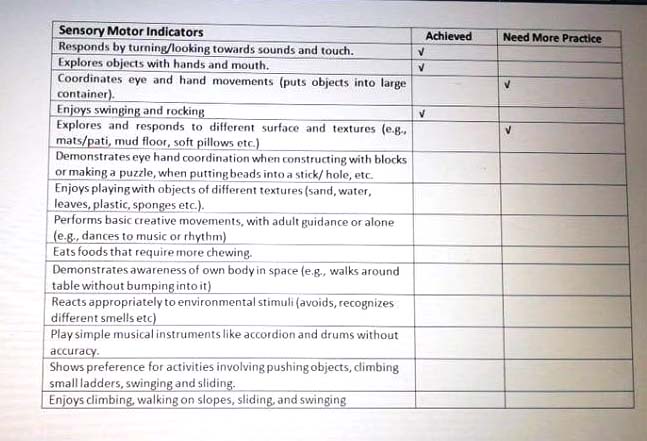 Sensory Motor Indicators Achieved Need More Practice
Responds by turning/looking towards sounds and touch. √
Explores objects with hands and mouth. √
Coordinates eye and hand movements (puts objects into large √
container).
Enjoys swinging and rocking √
Explores and responds to different surface and textures (e.g., √
mats/pati, mud floor, soft pillows etc.)
Demonstrates eye hand coordination when constructing with blocks
or making a puzzle, when putting beads into a stick/ hole, etc.
Enjoys playing with objects of different textures (sand, water,
leaves, plastic, sponges etc.).
Performs basic creative movements, with adult guidance or alone
(e.g., dances to music or rhythm)
Eats foods that require more chewing.
Demonstrates awareness of own body in space (e.g., walks around
table without bumping into it)
Reacts appropriately to environmental stimuli (avoids, recognizes
different smells etc)
Play simple musical instruments like accordion and drums without
accuracy.
Shows preference for activities involving pushing objects, climbing
small ladders, swinging and sliding.
Enjoys climbing, walking on slopes, sliding, and swinging